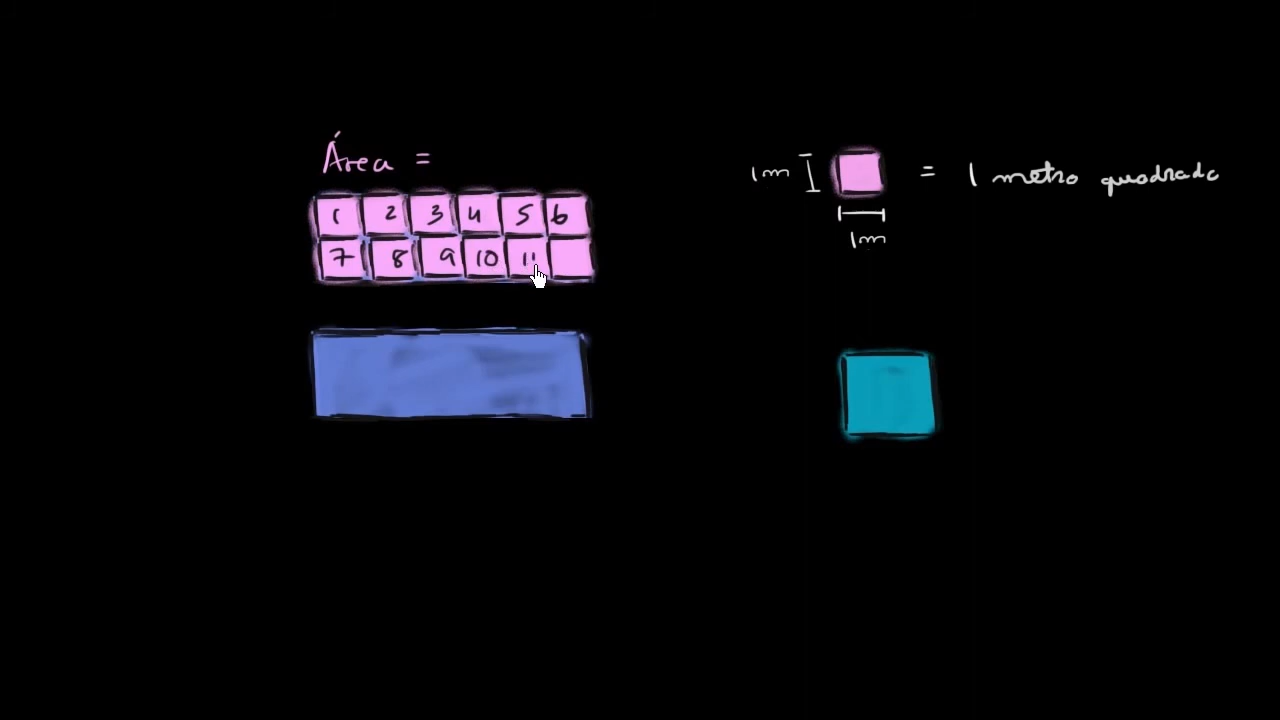 Área =
1 2 3 4 5 6
7 8 9 10 11
1m
= 1 metro quadrado
1m